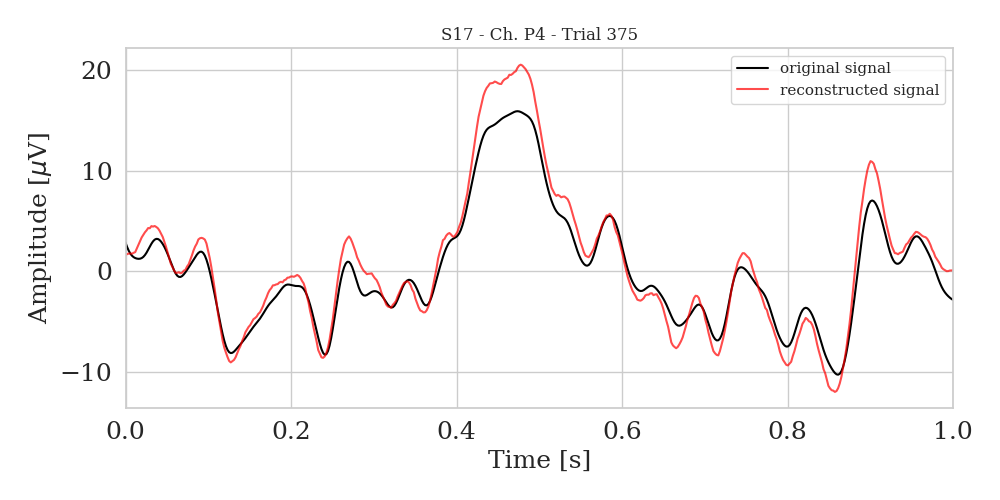 S17 - Ch. P4 - Trial 375
original signal
reconstructed signal
Amplitude [μV]
20
10
0
−10
0.0 0.2 0.4 0.6 0.8 1.0
Time [s]